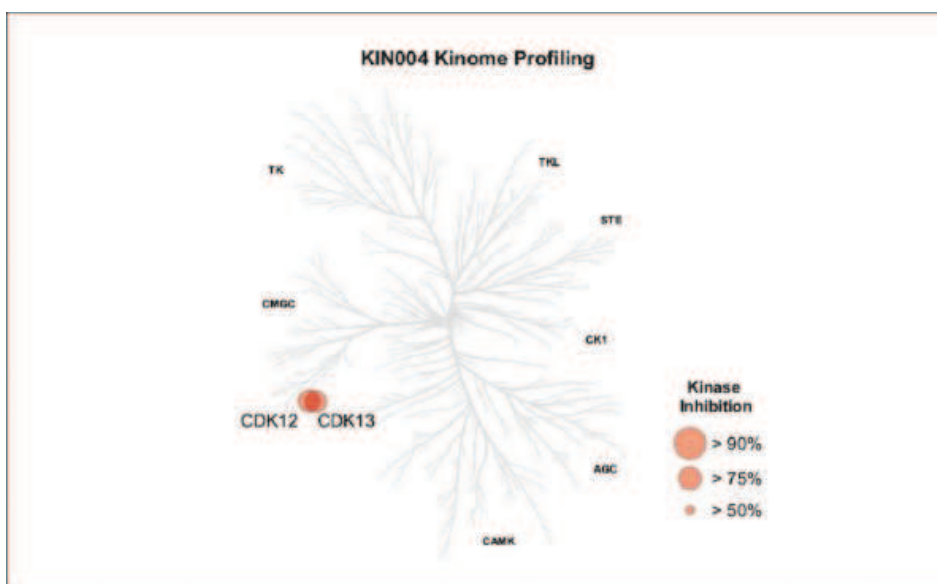 KIN004 Kinome Profiling
TK
TKL
STE
CMGC
CK1
CDK12 CDK13
Kinase
Inhibition
> 90%
> 75%
> 50%
AGC
CAMK